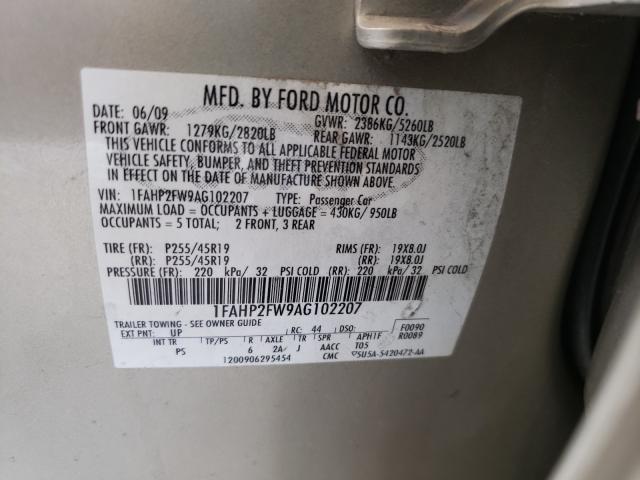 MFD. BY FORD MOTOR CO.
DATE: 06/09 GVWR: 2386KG/5260LB
FRONT GAWR: 1279KG/2820LB REAR GAWR: 1143KG/2520LB
THIS VEHICLE CONFORMS TO ALL APPLICABLE FEDERAL MOTOR
VEHICLE SAFETY, BUMPER, AND THEFT PREVENTION STANDARDS
IN EFFECT ON THE DATE OF MANUFACTURE SHOWN ABOVE.
VIN: 1FAHP2FW9AG102207 TYPE: Passenger Car
MAXIMUM LOAD = OCCUPANTS + LUGGAGE = 430KG/950LB
OCCUPANTS = 5 TOTAL; 2 FRONT, 3 REAR
TIRE (FR): P255/45R19 RIMS (FR): 19X8.0J
(RR): P255/45R19 (RR): 19X8.0J
PRESSURE (FR): 220 kPa/ 32 PSI COLD (RR): 220 kPa/ 32 PSI COLD
1FAHP2FW9AG102207
TRAILER TOWING - SEE OWNER GUIDE RC: 44 DSO: F0090
EXT PNT: UP R0089
INT TR TP/PS R AXLE TR SPR APH1F
PS 6 2A J AACC T05
1200906295454 CMC 5U5A-5420472-AA